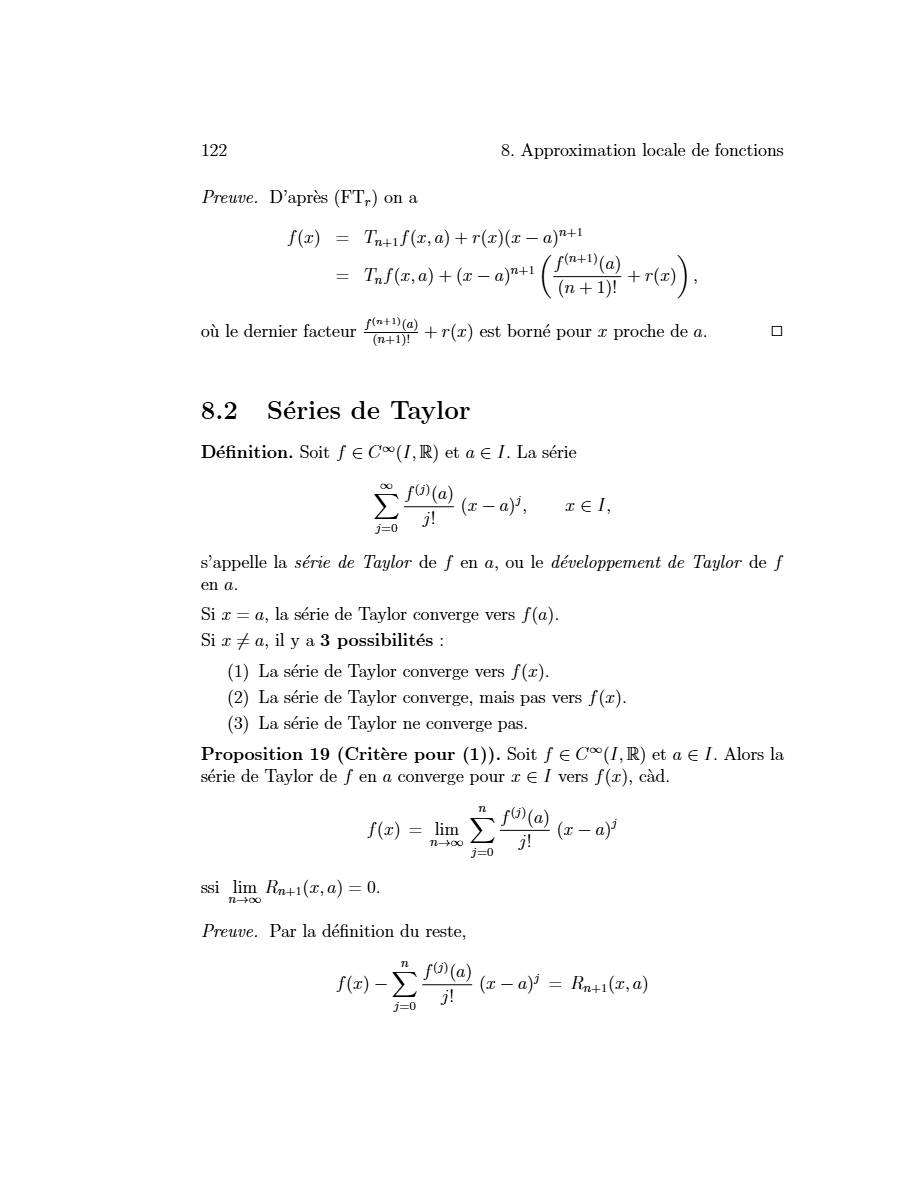 122 8. Approximation locale de fonctions
Preuve. D'après (FTᵣ) on a
f(x) = Tₙ₊₁f(x, a) + r(x)(x − a)ⁿ⁺¹
= Tₙf(x, a) + (x − a)ⁿ⁺¹ ( f⁽ⁿ⁺¹⁾(a) / (n + 1)! + r(x) ) ,
où le dernier facteur f⁽ⁿ⁺¹⁾(a)/(n+1)! + r(x) est borné pour x proche de a. □
8.2 Séries de Taylor
Définition. Soit f ∈ C^∞(I, ℝ) et a ∈ I. La série
∑_{j=0}^{∞} f⁽ʲ⁾(a)/j! (x − a)ʲ, x ∈ I,
s'appelle la série de Taylor de f en a, ou le développement de Taylor de f
en a.
Si x = a, la série de Taylor converge vers f(a).
Si x ≠ a, il y a 3 possibilités :
(1) La série de Taylor converge vers f(x).
(2) La série de Taylor converge, mais pas vers f(x).
(3) La série de Taylor ne converge pas.
Proposition 19 (Critère pour (1)). Soit f ∈ C^∞(I, ℝ) et a ∈ I. Alors la
série de Taylor de f en a converge pour x ∈ I vers f(x), càd.
f(x) = lim_{n→∞} ∑_{j=0}^{n} f⁽ʲ⁾(a)/j! (x − a)ʲ
ssi lim_{n→∞} Rₙ₊₁(x, a) = 0.
Preuve. Par la définition du reste,
f(x) − ∑_{j=0}^{n} f⁽ʲ⁾(a)/j! (x − a)ʲ = Rₙ₊₁(x, a)